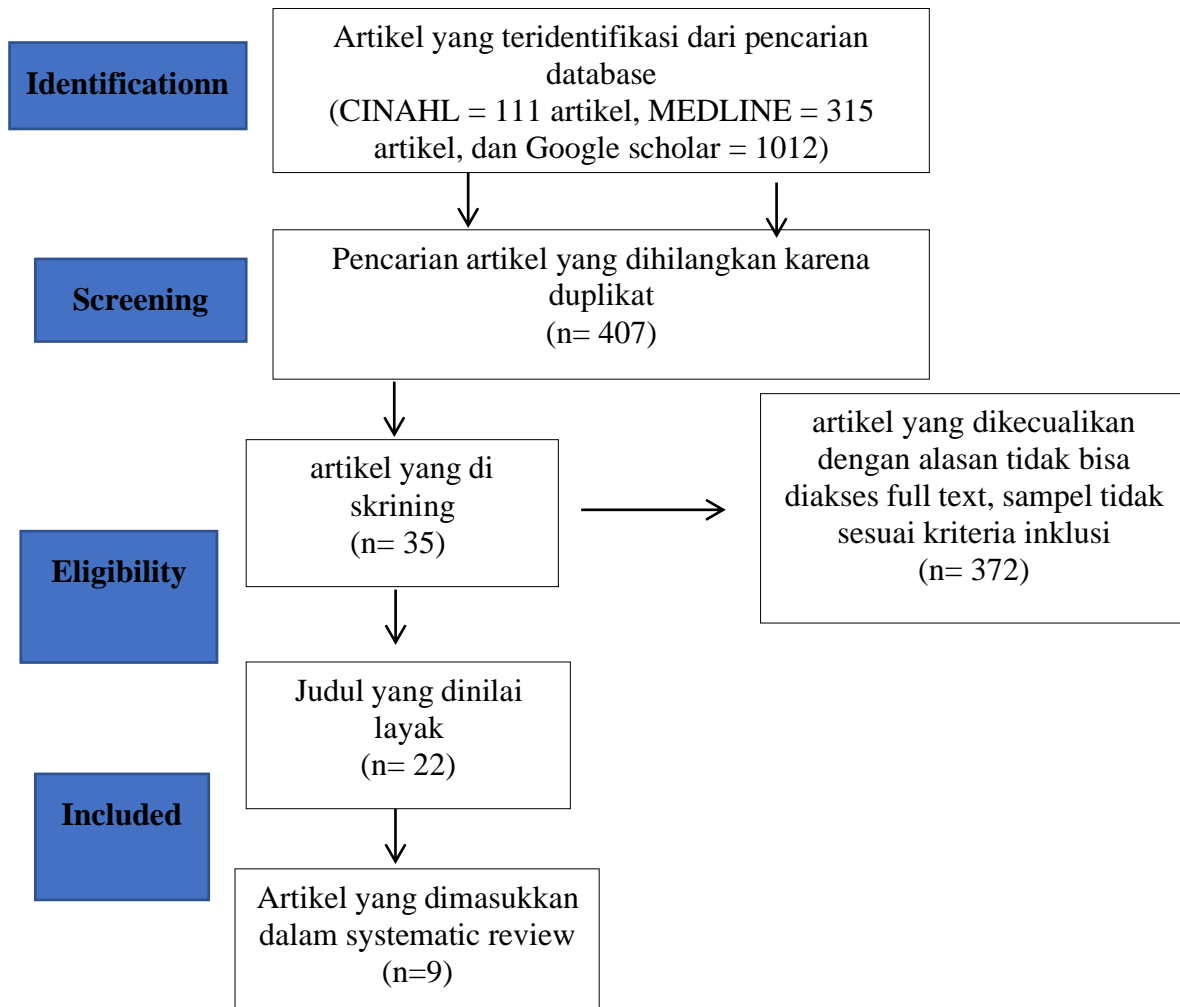 Identificationn
Artikel yang teridentifikasi dari pencarian
database
(CINAHL = 111 artikel, MEDLINE = 315
artikel, dan Google scholar = 1012)
Screening
Pencarian artikel yang dihilangkan karena
duplikat
(n= 407)
artikel yang di
skrining
(n= 35)
artikel yang dikecualikan
dengan alasan tidak bisa
diakses full text, sampel tidak
sesuai kriteria inklusi
(n= 372)
Eligibility
Judul yang dinilai
layak
(n= 22)
Included
Artikel yang dimasukkan
dalam systematic review
(n=9)